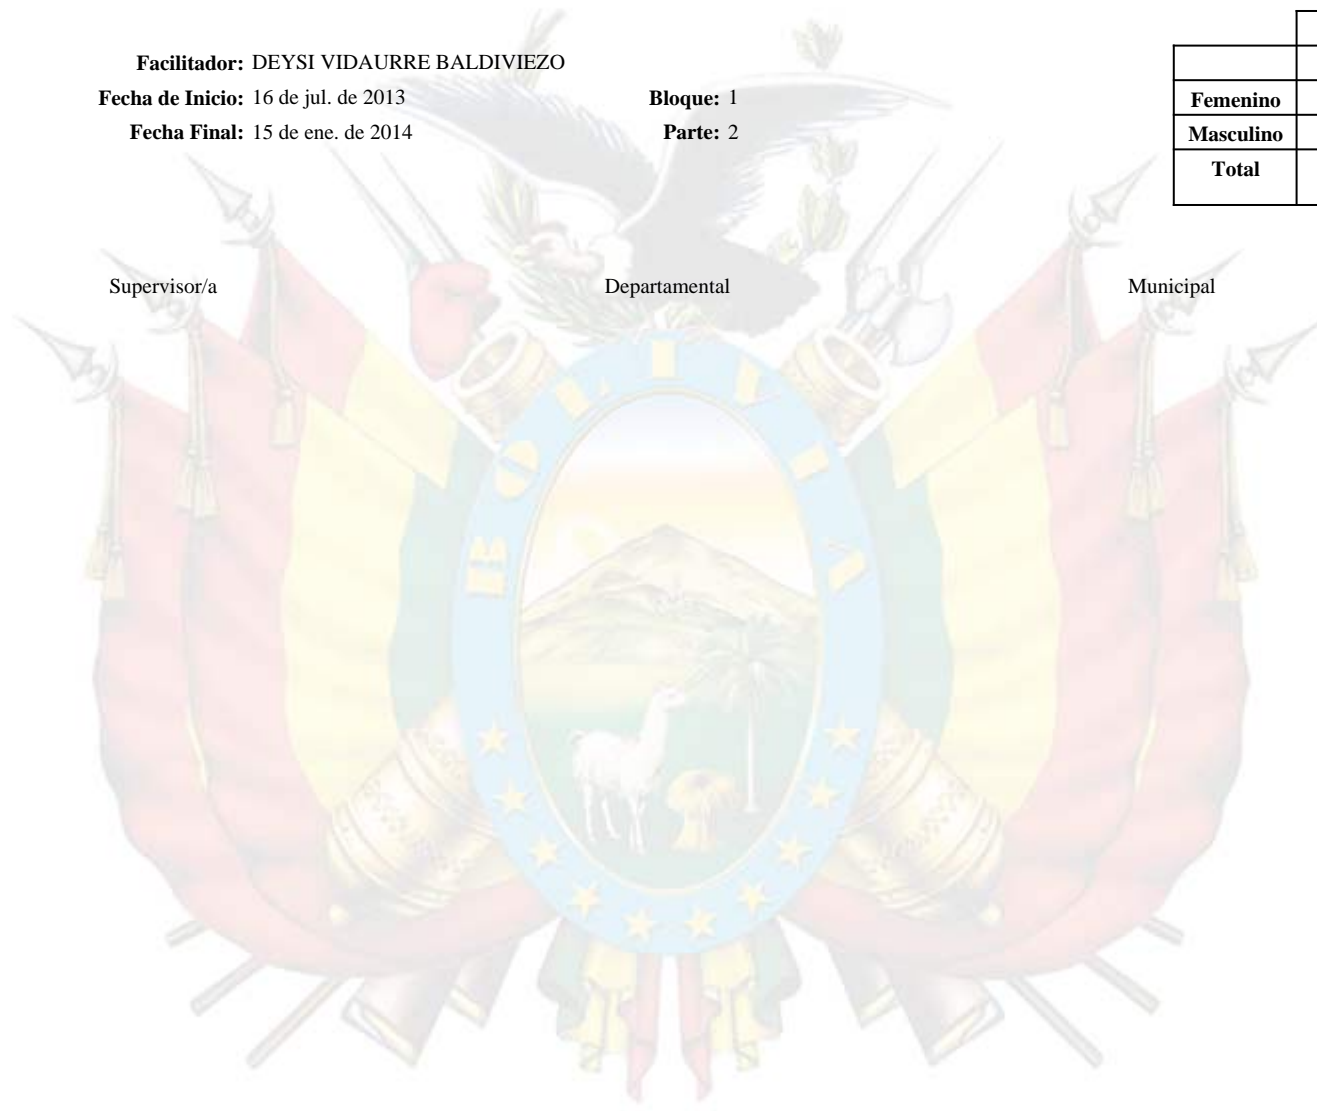 Facilitador: DEYSI VIDAURRE BALDIVIEZO
Fecha de Inicio: 16 de jul. de 2013 Bloque: 1
Fecha Final: 15 de ene. de 2014 Parte: 2
Femenino
Masculino
Total
Supervisor/a Departamental Municipal
BOLIVIA